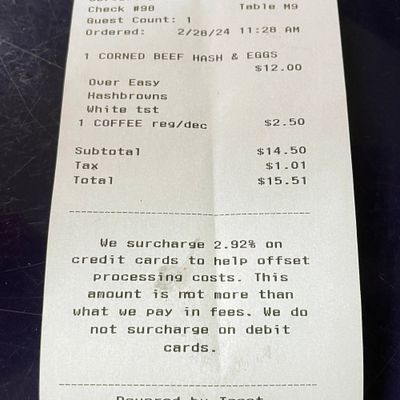 Check #98 Table M9
Guest Count: 1
Ordered: 2/28/24 11:28 AM
1 CORNED BEEF HASH & EGGS
$12.00
Over Easy
Hashbrowns
White tst
1 COFFEE reg/dec $2.50
Subtotal $14.50
Tax $1.01
Total $15.51
We surcharge 2.92% on
credit cards to help offset
processing costs. This
amount is not more than
what we pay in fees. We do
not surcharge on debit
cards.
Powered by Toast